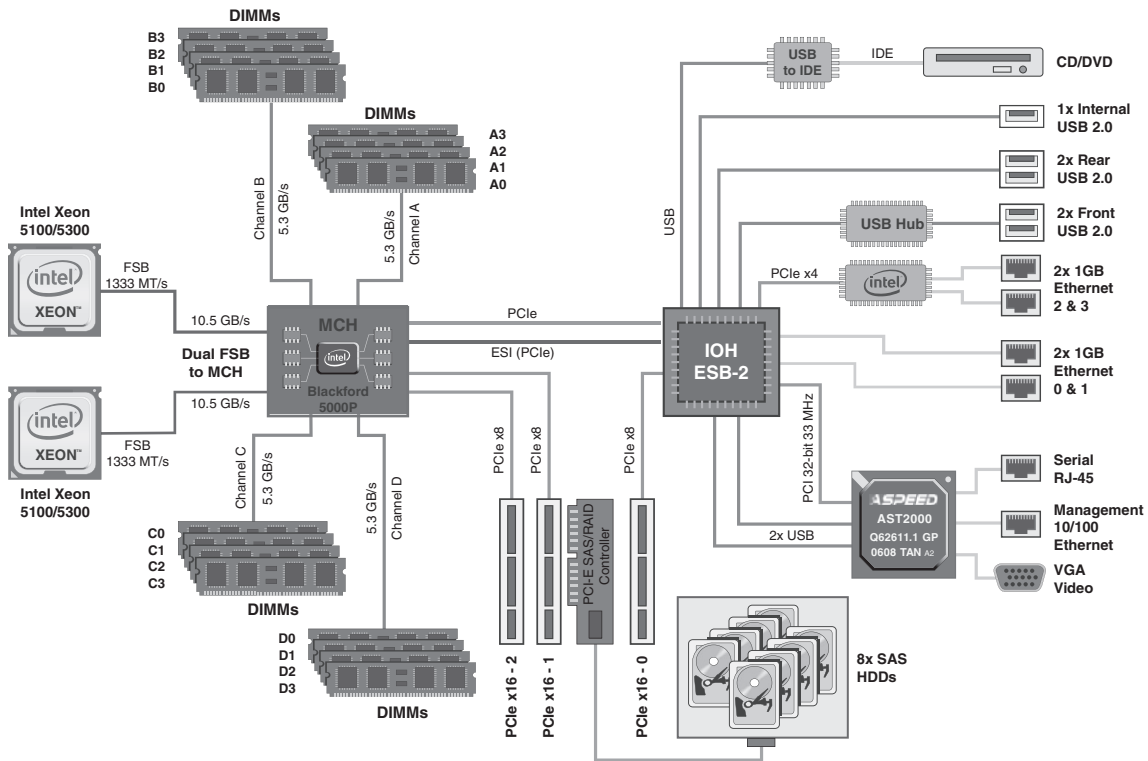 DIMMs
B3
B2
B1
B0
DIMMs
A3
A2
A1
A0
Channel B
5.3 GB/s
5.3 GB/s
Channel A
Intel Xeon
5100/5300
intel
XEON™
FSB
1333 MT/s
10.5 GB/s
Dual FSB
to MCH
10.5 GB/s
intel
XEON™
FSB
1333 MT/s
Intel Xeon
5100/5300
MCH
intel
Blackford
5000P
PCIe
ESI (PCIe)
Channel C
5.3 GB/s
5.3 GB/s
Channel D
C0
C1
C2
C3
DIMMs
D0
D1
D2
D3
DIMMs
PCIe x8
PCIe x8
PCIe x8
PCI-E SAS/RAID
Controller
PCIe x16 - 2
PCIe x16 - 1
PCIe x16 - 0
8x SAS
HDDs
IOH
ESB-2
USB
USB
to IDE
IDE
CD/DVD
1x Internal
USB 2.0
2x Rear
USB 2.0
USB Hub
2x Front
USB 2.0
PCIe x4
intel
2x 1GB
Ethernet
2 & 3
2x 1GB
Ethernet
0 & 1
PCI 32-bit 33 MHz
2x USB
ASPEED
AST2000
Q62611.1 GP
0608 TAN A2
Serial
RJ-45
Management
10/100
Ethernet
VGA
Video